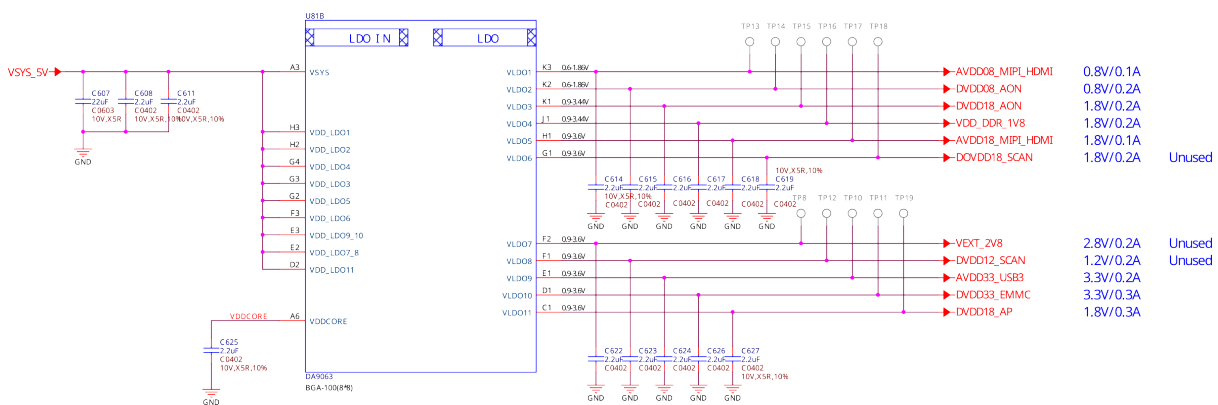 U81B
LDO IN
LDO
TP13 TP14 TP15 TP16 TP17 TP18
VSYS_5V
A3
VSYS
VLDO1
K3
0.6-1.86V
AVDD08_MIPI_HDMI
0.8V/0.1A
VLDO2
K2
0.6-1.86V
DVDD08_AON
0.8V/0.2A
VLDO3
K1
0.9-3.44V
DVDD18_AON
1.8V/0.2A
VLDO4
J1
0.9-3.44V
VDD_DDR_1V8
1.8V/0.2A
VLDO5
H1
0.9-3.6V
AVDD18_MIPI_HDMI
1.8V/0.1A
VLDO6
G1
0.9-3.6V
DOVDD18_SCAN
1.8V/0.2A
Unused
C607
22uF
C0603
10V,X5R
C608
2.2uF
C0402
10V,X5R,10%
C611
2.2uF
C0402
10V,X5R,10%
GND
H3
VDD_LDO1
H2
VDD_LDO2
G4
VDD_LDO4
G3
VDD_LDO3
G2
VDD_LDO5
F3
VDD_LDO6
E3
VDD_LDO9_10
E2
VDD_LDO7_8
D2
VDD_LDO11
C614
2.2uF
10V,X5R,10%
C0402
C615
2.2uF
C0402
C616
2.2uF
C0402
C617
2.2uF
C0402
C618
2.2uF
C0402
10V,X5R,10%
C619
2.2uF
C0402
GND GND GND GND GND GND
TP8 TP12 TP10 TP11 TP19
VLDO7
F2
0.9-3.6V
VEXT_2V8
2.8V/0.2A
Unused
VLDO8
F1
0.9-3.6V
DVDD12_SCAN
1.2V/0.2A
Unused
VLDO9
E1
0.9-3.6V
AVDD33_USB3
3.3V/0.2A
VLDO10
D1
0.9-3.6V
DVDD33_EMMC
3.3V/0.3A
VLDO11
C1
0.9-3.6V
DVDD18_AP
1.8V/0.3A
VDDCORE
A6
VDDCORE
C625
2.2uF
C0402
10V,X5R,10%
GND
C622
2.2uF
C0402
C623
2.2uF
C0402
C624
2.2uF
C0402
C626
2.2uF
C0402
C627
2.2uF
C0402
10V,X5R,10%
GND GND GND GND GND
DA9063
BGA-100(8*8)